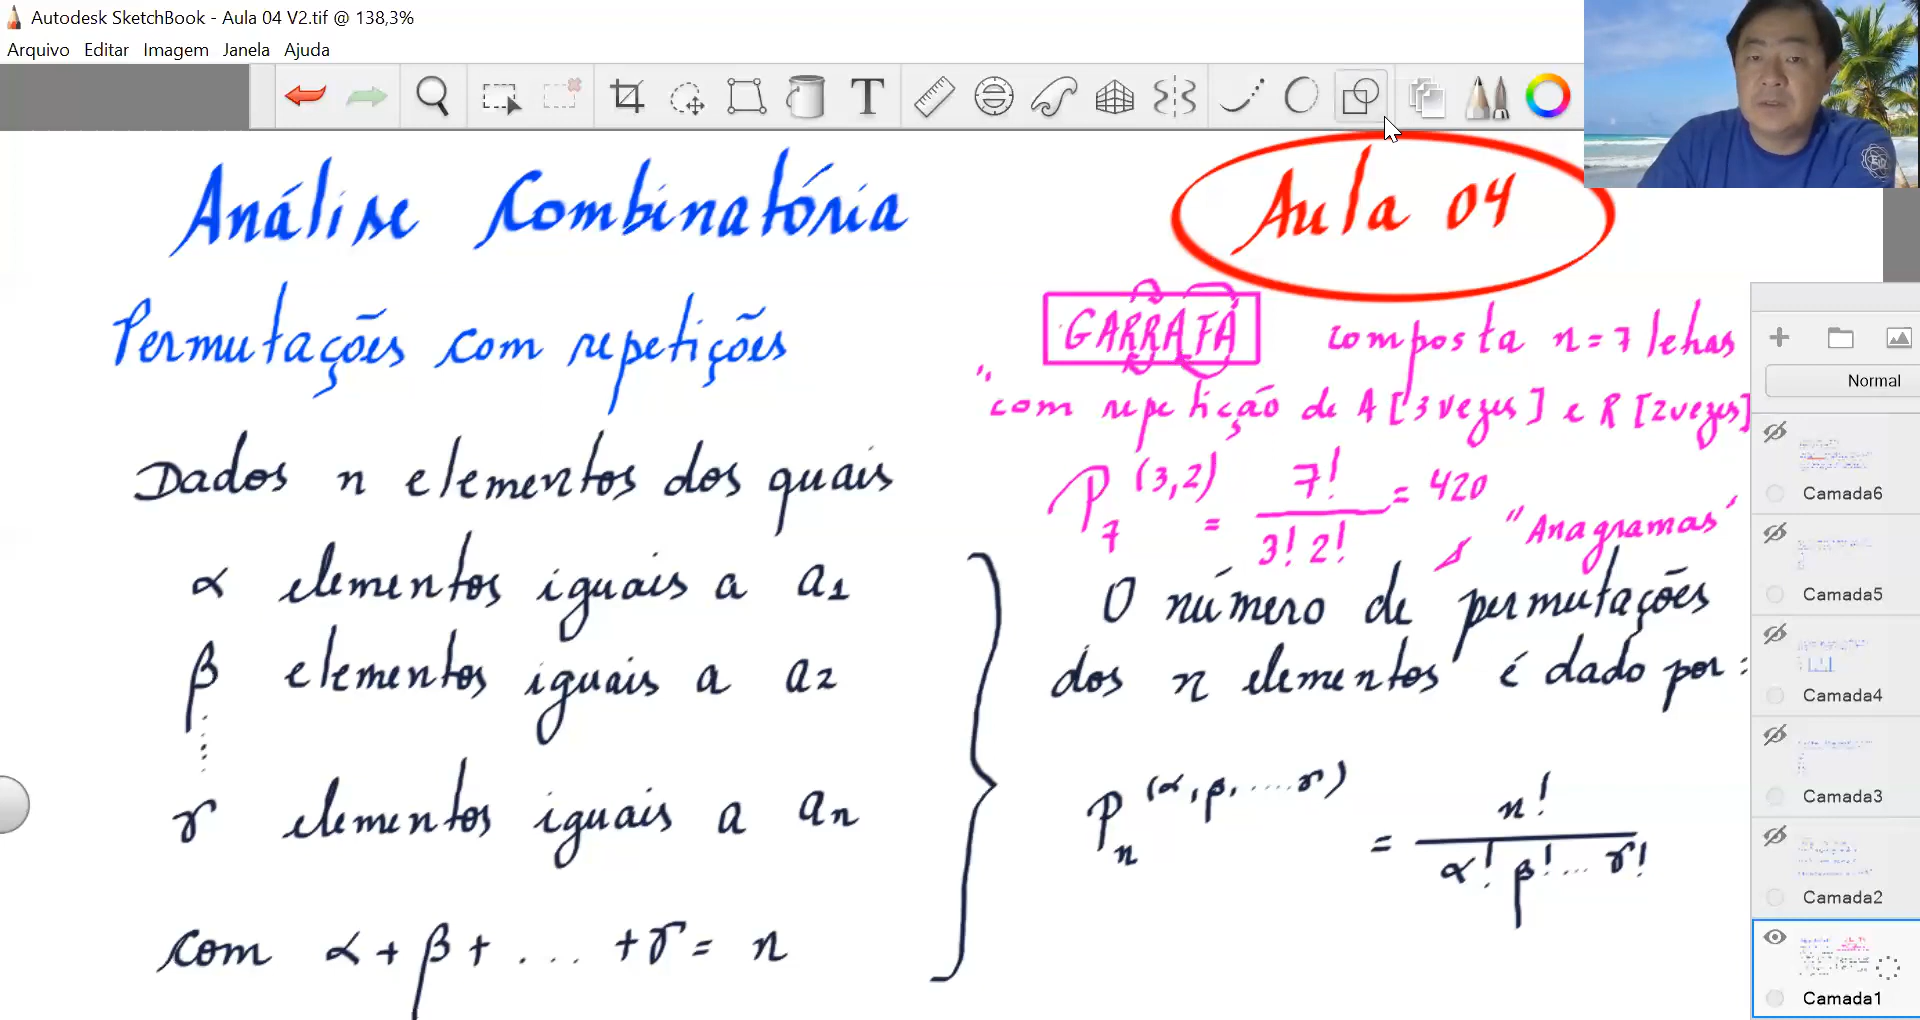 Autodesk SketchBook - Aula 04 V2.tif @ 138,3%
Arquivo Editar Imagem Janela Ajuda
T
Análise Combinatória
Aula 04
Permutações com repetições
GARRAFA composta n=7 letras
"com repetição de A [3 vezes] e R [2 vezes]
P7 (3,2) = 7! / 3! 2! = 420 "Anagramas"
Dados n elementos dos quais
α elementos iguais a a1
β elementos iguais a a2
⋮
γ elementos iguais a an
com α + β + ... + γ = n
O número de permutações
dos n elementos é dado por:
Pn (α, β, ..... γ) = n! / α! β! ... γ!
Normal
Camada6
Camada5
Camada4
Camada3
Camada2
Camada1